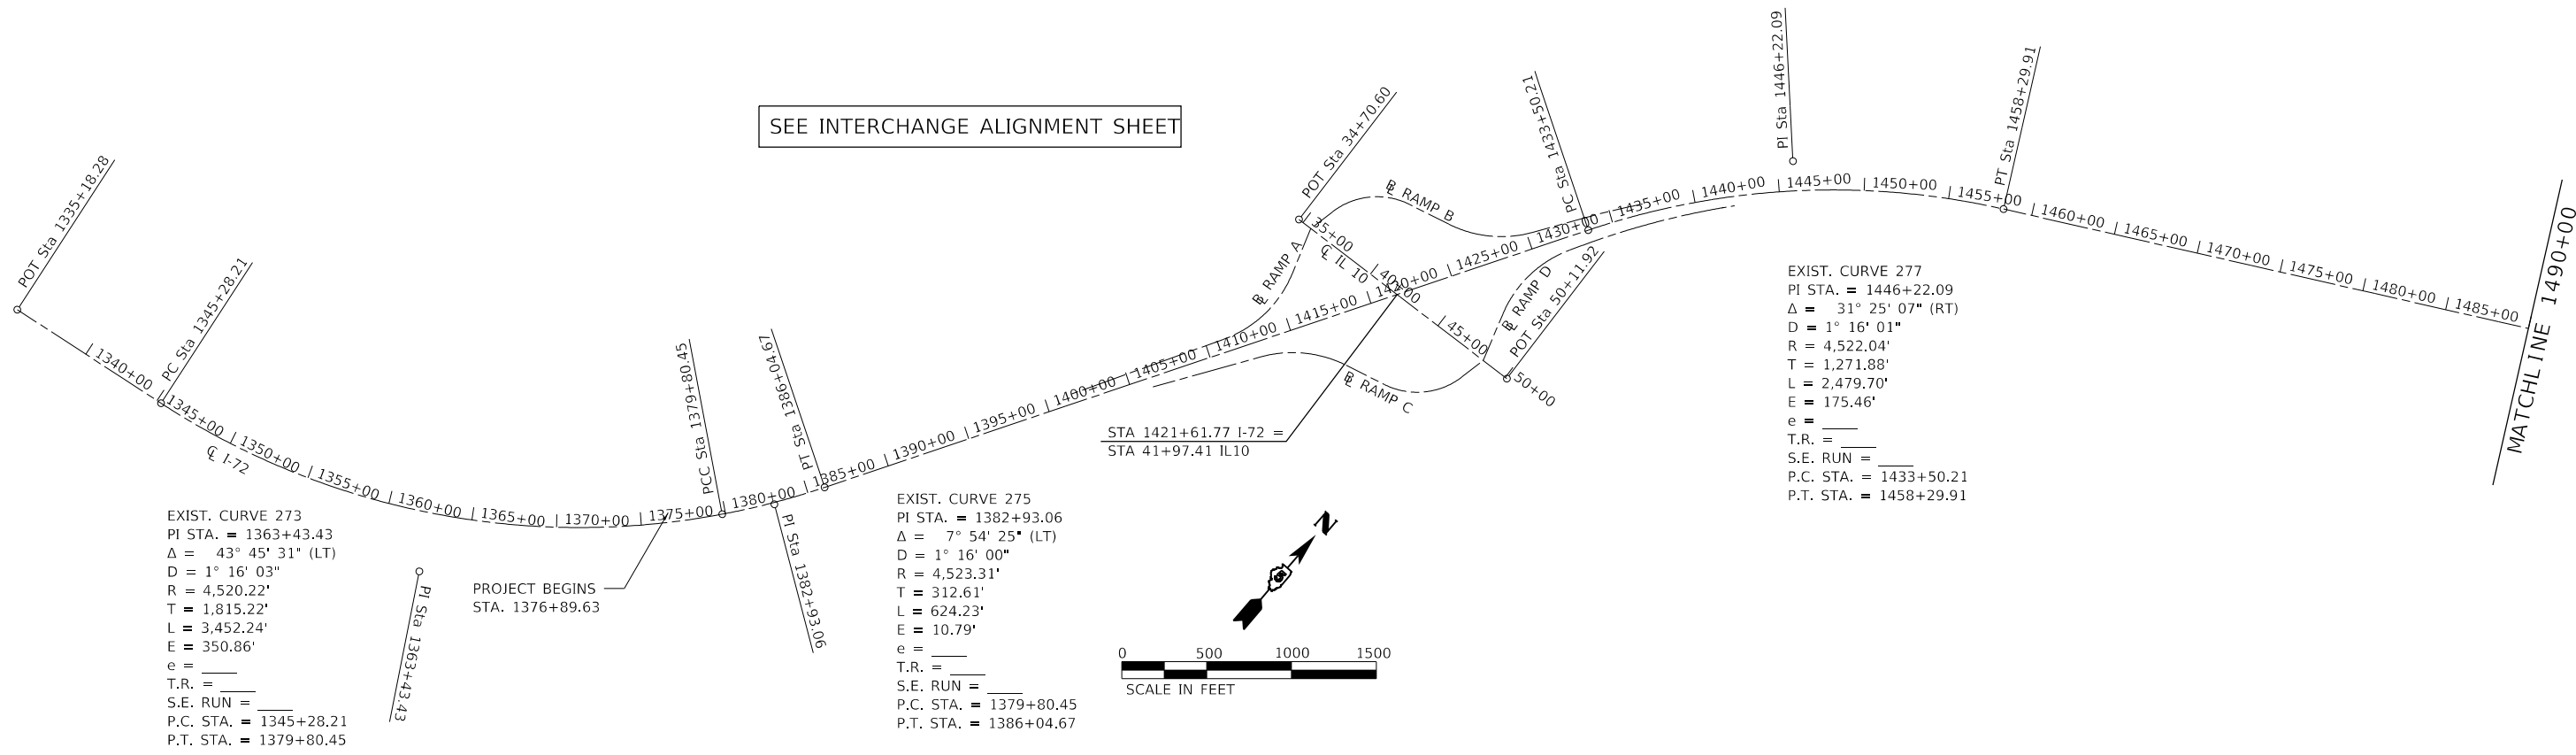 SEE INTERCHANGE ALIGNMENT SHEET
POT Sta 1335+18.28
PC Sta 1345+28.21
PCC Sta 1379+80.45
PT Sta 1386+04.67
POT Sta 34+70.60
PC Sta 1433+50.21
PI Sta 1446+22.09
PT Sta 1458+29.91
1340+00
1345+00
1350+00
1355+00
1360+00
1365+00
1370+00
1375+00
1380+00
1385+00
1390+00
1395+00
1400+00
1405+00
1410+00
1415+00
1420+00
1425+00
1430+00
1435+00
1440+00
1445+00
1450+00
1455+00
1460+00
1465+00
1470+00
1475+00
1480+00
1485+00
MATCHLINE 1490+00
℄ I-72
35+00
℄ IL 10
40+00
45+00
50+00
BL RAMP A
BL RAMP B
BL RAMP C
BL RAMP D
POT Sta 50+11.92
PI Sta 1363+43.43
PI Sta 1382+93.06
STA 1421+61.77 I-72 =
STA 41+97.41 IL10
PROJECT BEGINS
STA. 1376+89.63
EXIST. CURVE 273
PI STA. = 1363+43.43
Δ = 43° 45' 31" (LT)
D = 1° 16' 03"
R = 4,520.22'
T = 1,815.22'
L = 3,452.24'
E = 350.86'
e = ____
T.R. = ____
S.E. RUN = ____
P.C. STA. = 1345+28.21
P.T. STA. = 1379+80.45
EXIST. CURVE 275
PI STA. = 1382+93.06
Δ = 7° 54' 25" (LT)
D = 1° 16' 00"
R = 4,523.31'
T = 312.61'
L = 624.23'
E = 10.79'
e = ____
T.R. = ____
S.E. RUN = ____
P.C. STA. = 1379+80.45
P.T. STA. = 1386+04.67
EXIST. CURVE 277
PI STA. = 1446+22.09
Δ = 31° 25' 07" (RT)
D = 1° 16' 01"
R = 4,522.04'
T = 1,271.88'
L = 2,479.70'
E = 175.46'
e = ____
T.R. = ____
S.E. RUN = ____
P.C. STA. = 1433+50.21
P.T. STA. = 1458+29.91
N
0 500 1000 1500
SCALE IN FEET